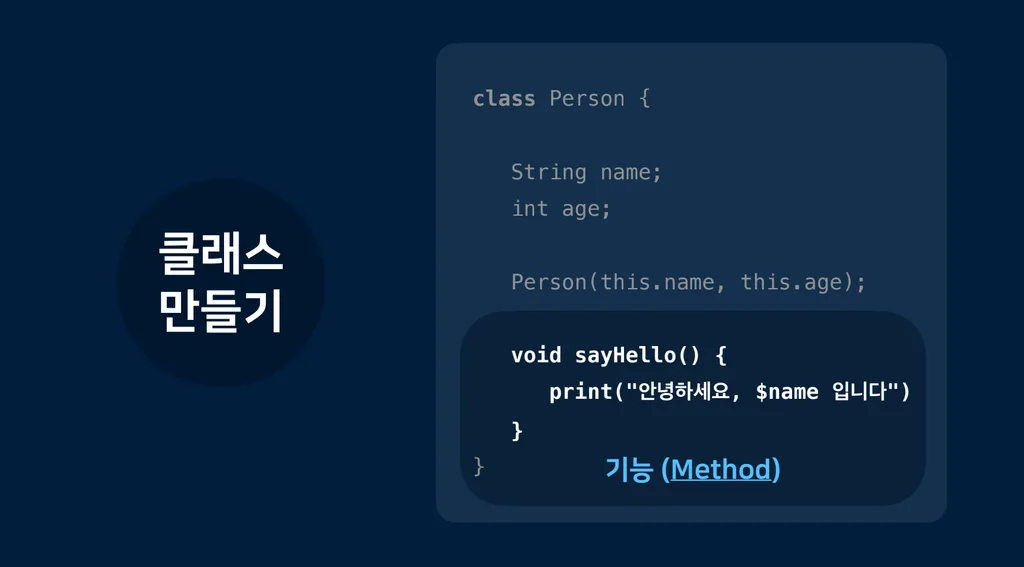 클래스
만들기
class Person {
String name;
int age;
Person(this.name, this.age);
void sayHello() {
print("안녕하세요, $name 입니다")
}
}
기능 (Method)